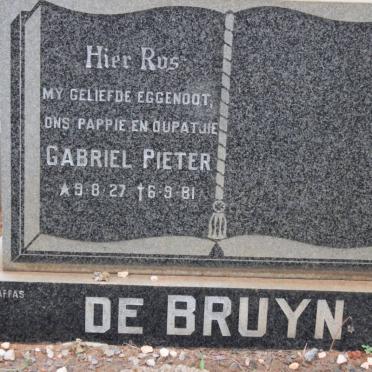 Hier Rus
MY GELIEFDE EGGENOOT,
ONS PAPPIE EN OUPATJIE
GABRIEL PIETER
★9·8·27 †6·9·81
DE BRUYN